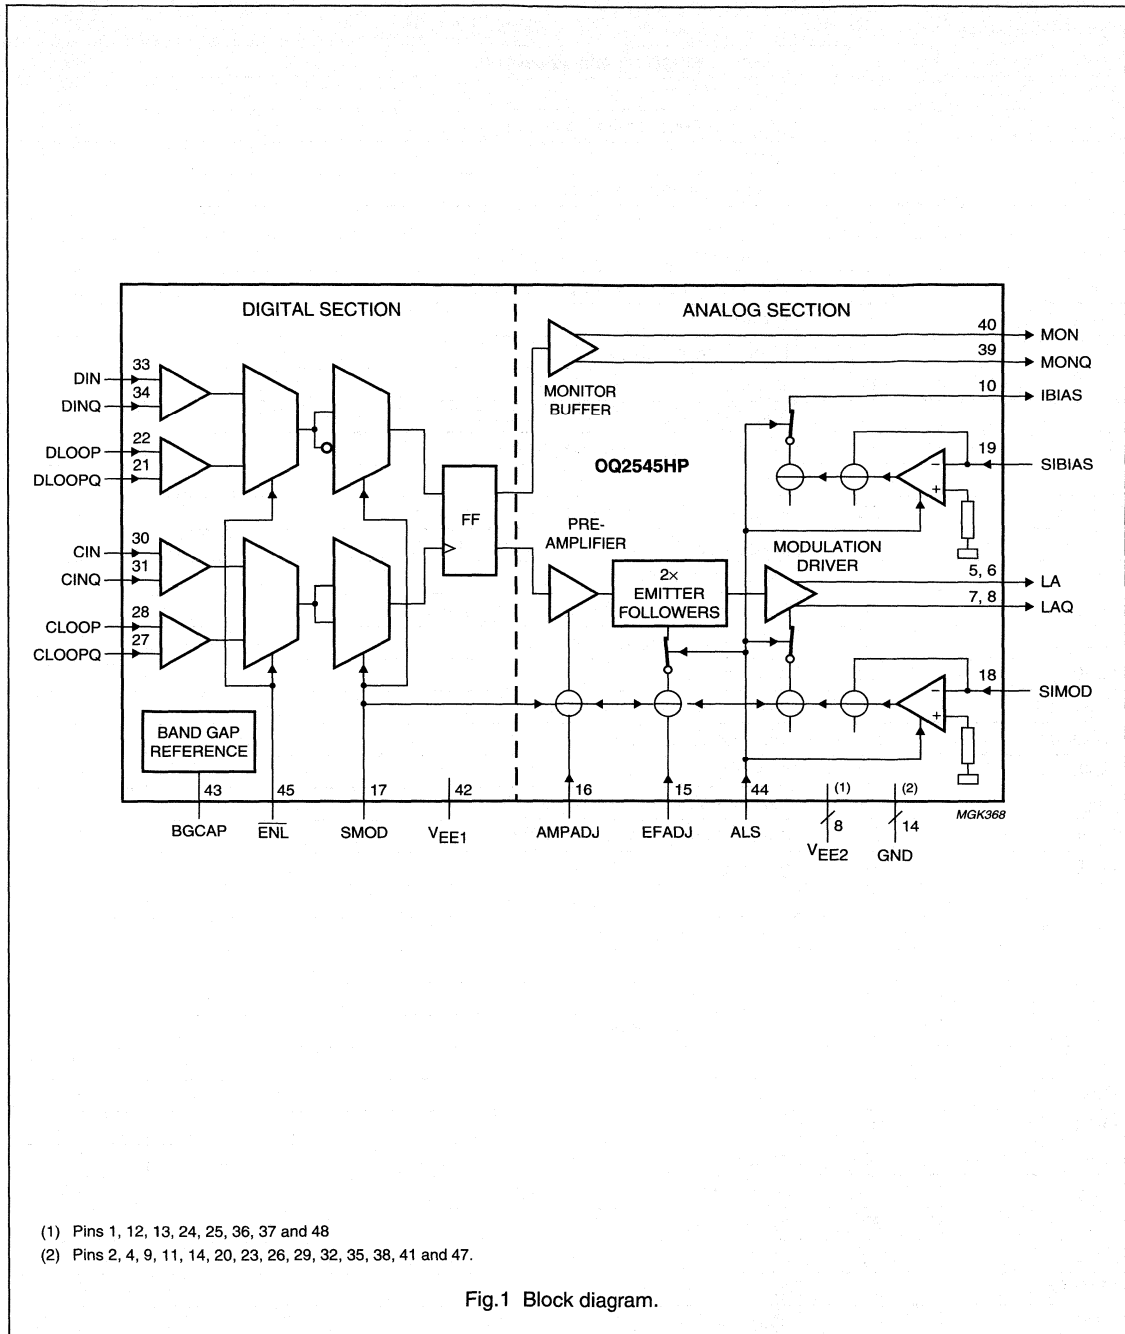 DIGITAL SECTION
ANALOG SECTION
40
MON
39
MONQ
MONITOR
BUFFER
10
IBIAS
33
DIN
34
DINQ
22
DLOOP
21
DLOOPQ
OQ2545HP
19
SIBIAS
−
+
FF
30
CIN
31
CINQ
28
CLOOP
27
CLOOPQ
PRE-
AMPLIFIER
2×
EMITTER
FOLLOWERS
MODULATION
DRIVER
5, 6
LA
7, 8
LAQ
18
SIMOD
−
+
BAND GAP
REFERENCE
43
BGCAP
45
ENL
17
SMOD
42
VEE1
16
AMPADJ
15
EFADJ
44
ALS
(1)
8
VEE2
(2)
14
GND
MGK368
(1) Pins 1, 12, 13, 24, 25, 36, 37 and 48
(2) Pins 2, 4, 9, 11, 14, 20, 23, 26, 29, 32, 35, 38, 41 and 47.
Fig.1 Block diagram.